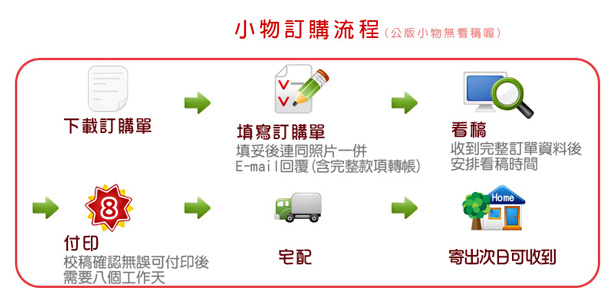 小物訂購流程(公版小物無看稿喔)
下載訂購單
填寫訂購單
填妥後連同照片一併
E-mail回覆(含完整款項轉帳)
看稿
收到完整訂單資料後
安排看稿時間
8
付印
校稿確認無誤可付印後
需要八個工作天
宅配
Home
寄出次日可收到